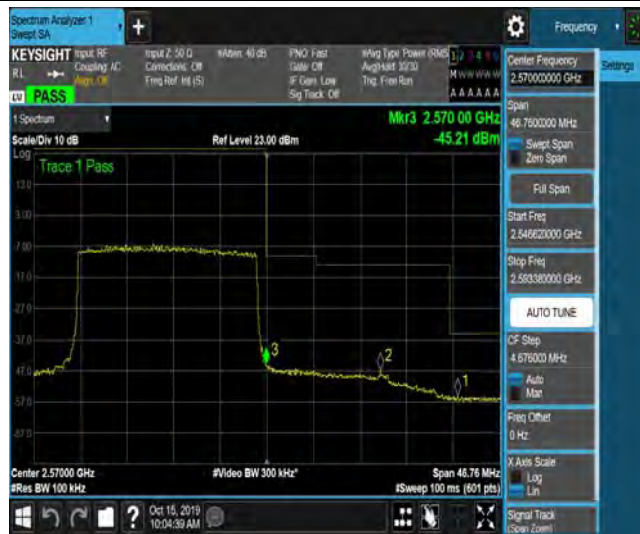 Spectrum Analyzer 1
Swept SA
+
Frequency
KEYSIGHT
RL
Input: RF
Coupling: AC
Align: Off
Input Z: 50 Ω
Corrections: Off
Freq Ref: Int (S)
#Atten: 40 dB
PNO: Fast
Gate: Off
IF Gain: Low
Sig Track: Off
#Avg Type: Power (RMS)
Avg|Hold: 30/30
Trig: Free Run
1 2 3 4 5 6
M W W W W W
A A A A A A
PASS
1 Spectrum
Mkr3 2.570 00 GHz
Scale/Div 10 dB
Ref Level 23.00 dBm
-45.21 dBm
Log
Trace 1 Pass
13.0
3.00
-7.00
-17.0
-27.0
-37.0
-47.0
-57.0
-67.0
3
2
1
Center 2.57000 GHz
#Video BW 300 kHz*
Span 46.76 MHz
#Res BW 100 kHz
#Sweep 100 ms (601 pts)
?
Oct 15, 2019
10:04:39 AM
Center Frequency
2.570000000 GHz
Settings
Span
46.7600000 MHz
Swept Span
Zero Span
Full Span
Start Freq
2.546620000 GHz
Stop Freq
2.593380000 GHz
AUTO TUNE
CF Step
4.676000 MHz
Auto
Man
Freq Offset
0 Hz
X Axis Scale
Log
Lin
Signal Track
(Span Zoom)